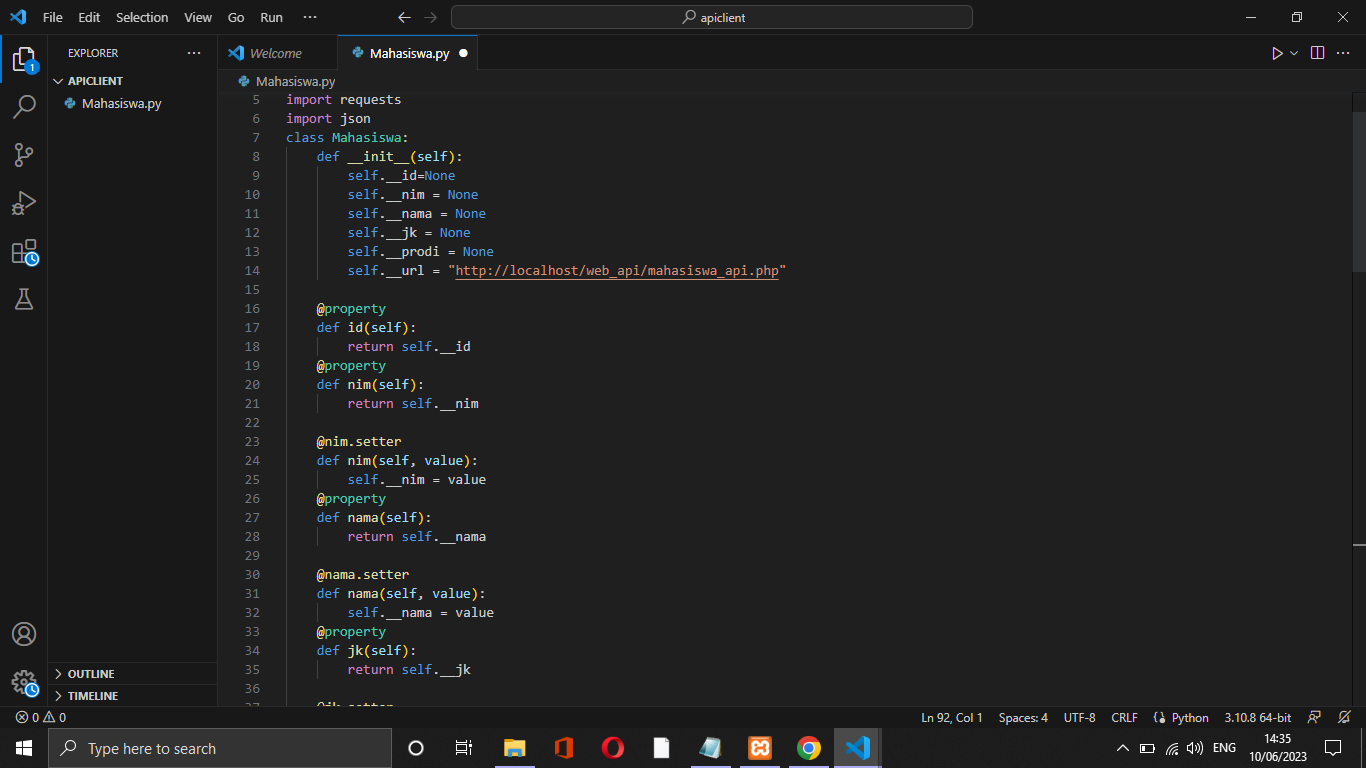 File Edit Selection View Go Run ···
apiclient
EXPLORER ···
Welcome
Mahasiswa.py
APICLIENT
Mahasiswa.py
Mahasiswa.py
1
5 import requests
6 import json
7 class Mahasiswa:
8 def __init__(self):
9 self.__id=None
10 self.__nim = None
11 self.__nama = None
12 self.__jk = None
13 self.__prodi = None
14 self.__url = "http://localhost/web_api/mahasiswa_api.php"
15
16 @property
17 def id(self):
18 return self.__id
19 @property
20 def nim(self):
21 return self.__nim
22
23 @nim.setter
24 def nim(self, value):
25 self.__nim = value
26 @property
27 def nama(self):
28 return self.__nama
29
30 @nama.setter
31 def nama(self, value):
32 self.__nama = value
33 @property
34 def jk(self):
35 return self.__jk
36
37 @jk.setter
OUTLINE
TIMELINE
0 0
Ln 92, Col 1 Spaces: 4 UTF-8 CRLF Python 3.10.8 64-bit
Type here to search
ENG
14:35
10/06/2023